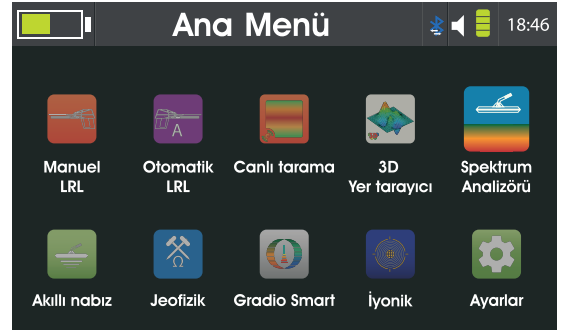 Ana Menü
18:46
Manuel
LRL
A
Otomatik
LRL
Canlı tarama
3D
Yer tarayıcı
Spektrum
Analizörü
Akıllı nabız
Ω
Jeofizik
Gradio Smart
İyonik
Ayarlar